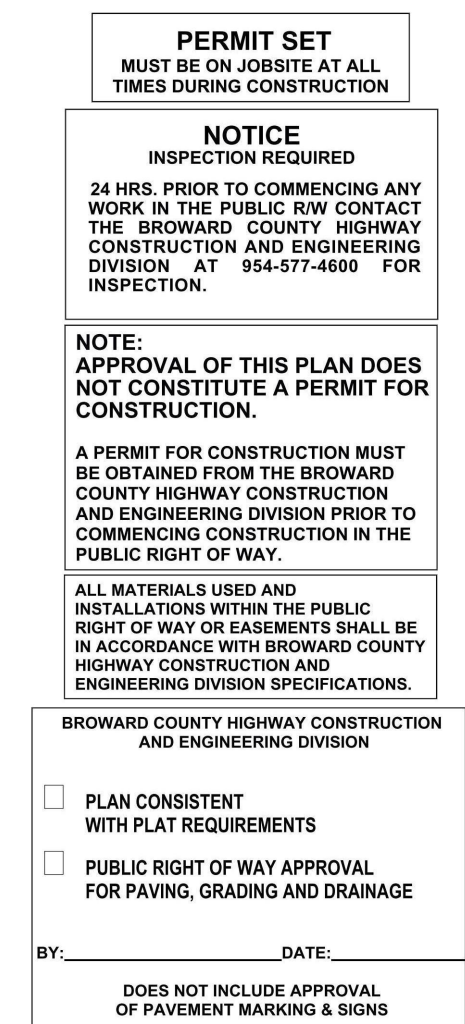 PERMIT SET
MUST BE ON JOBSITE AT ALL
TIMES DURING CONSTRUCTION
NOTICE
INSPECTION REQUIRED
24 HRS. PRIOR TO COMMENCING ANY
WORK IN THE PUBLIC R/W CONTACT
THE BROWARD COUNTY HIGHWAY
CONSTRUCTION AND ENGINEERING
DIVISION AT 954-577-4600 FOR
INSPECTION.
NOTE:
APPROVAL OF THIS PLAN DOES
NOT CONSTITUTE A PERMIT FOR
CONSTRUCTION.
A PERMIT FOR CONSTRUCTION MUST
BE OBTAINED FROM THE BROWARD
COUNTY HIGHWAY CONSTRUCTION
AND ENGINEERING DIVISION PRIOR TO
COMMENCING CONSTRUCTION IN THE
PUBLIC RIGHT OF WAY.
ALL MATERIALS USED AND
INSTALLATIONS WITHIN THE PUBLIC
RIGHT OF WAY OR EASEMENTS SHALL BE
IN ACCORDANCE WITH BROWARD COUNTY
HIGHWAY CONSTRUCTION AND
ENGINEERING DIVISION SPECIFICATIONS.
BROWARD COUNTY HIGHWAY CONSTRUCTION
AND ENGINEERING DIVISION
PLAN CONSISTENT
WITH PLAT REQUIREMENTS
PUBLIC RIGHT OF WAY APPROVAL
FOR PAVING, GRADING AND DRAINAGE
BY:____________________DATE:____________
DOES NOT INCLUDE APPROVAL
OF PAVEMENT MARKING & SIGNS